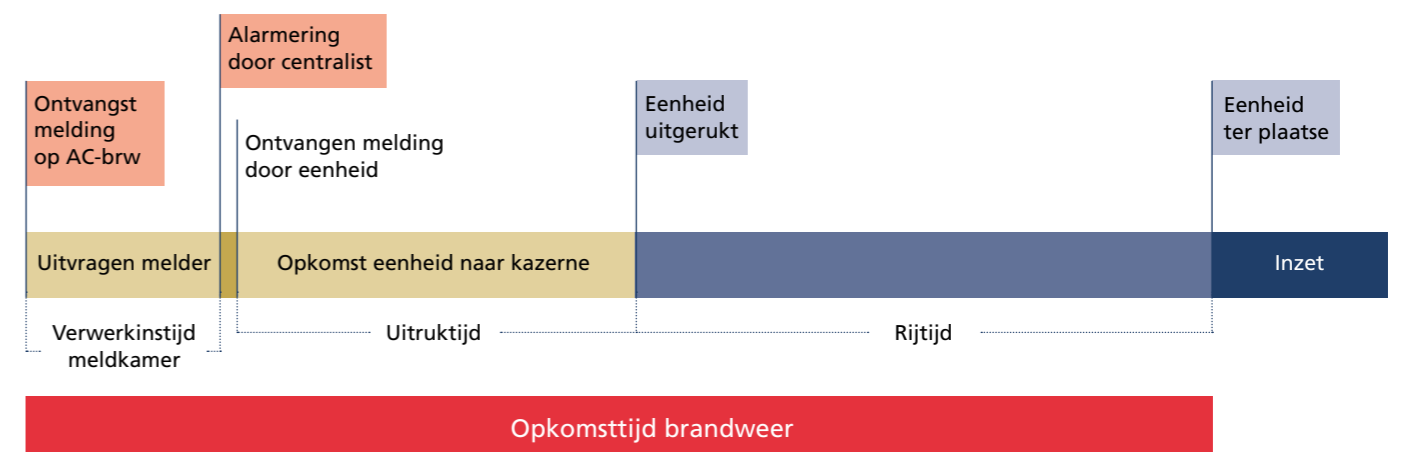 Alarmering
door centralist
Ontvangst
melding
op AC-brw
Ontvangen melding
door eenheid
Eenheid
uitgerukt
Eenheid
ter plaatse
Uitvragen melder
Opkomst eenheid naar kazerne
Inzet
Verwerkinstijd
meldkamer
Uitruktijd
Rijtijd
Opkomsttijd brandweer